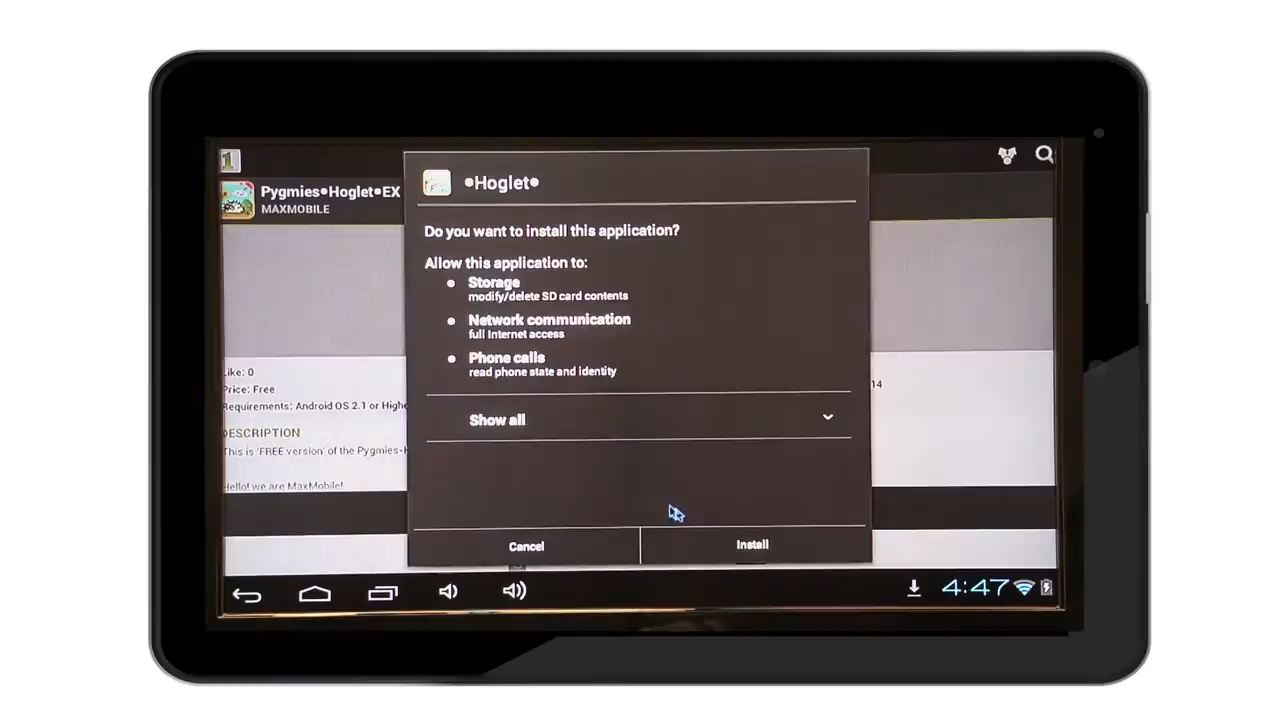 1
Pygmies●Hoglet●EX
MAXMOBILE
●Hoglet●
Do you want to install this application?
Allow this application to:
● Storage
modify/delete SD card contents
● Network communication
full Internet access
● Phone calls
read phone state and identity
Show all
Cancel
Install
Like: 0
Price: Free
14
Requirements: Android OS 2.1 or Highe
DESCRIPTION
This is 'FREE version' of the Pygmies-H
Hello! we are MaxMobile!
4:47